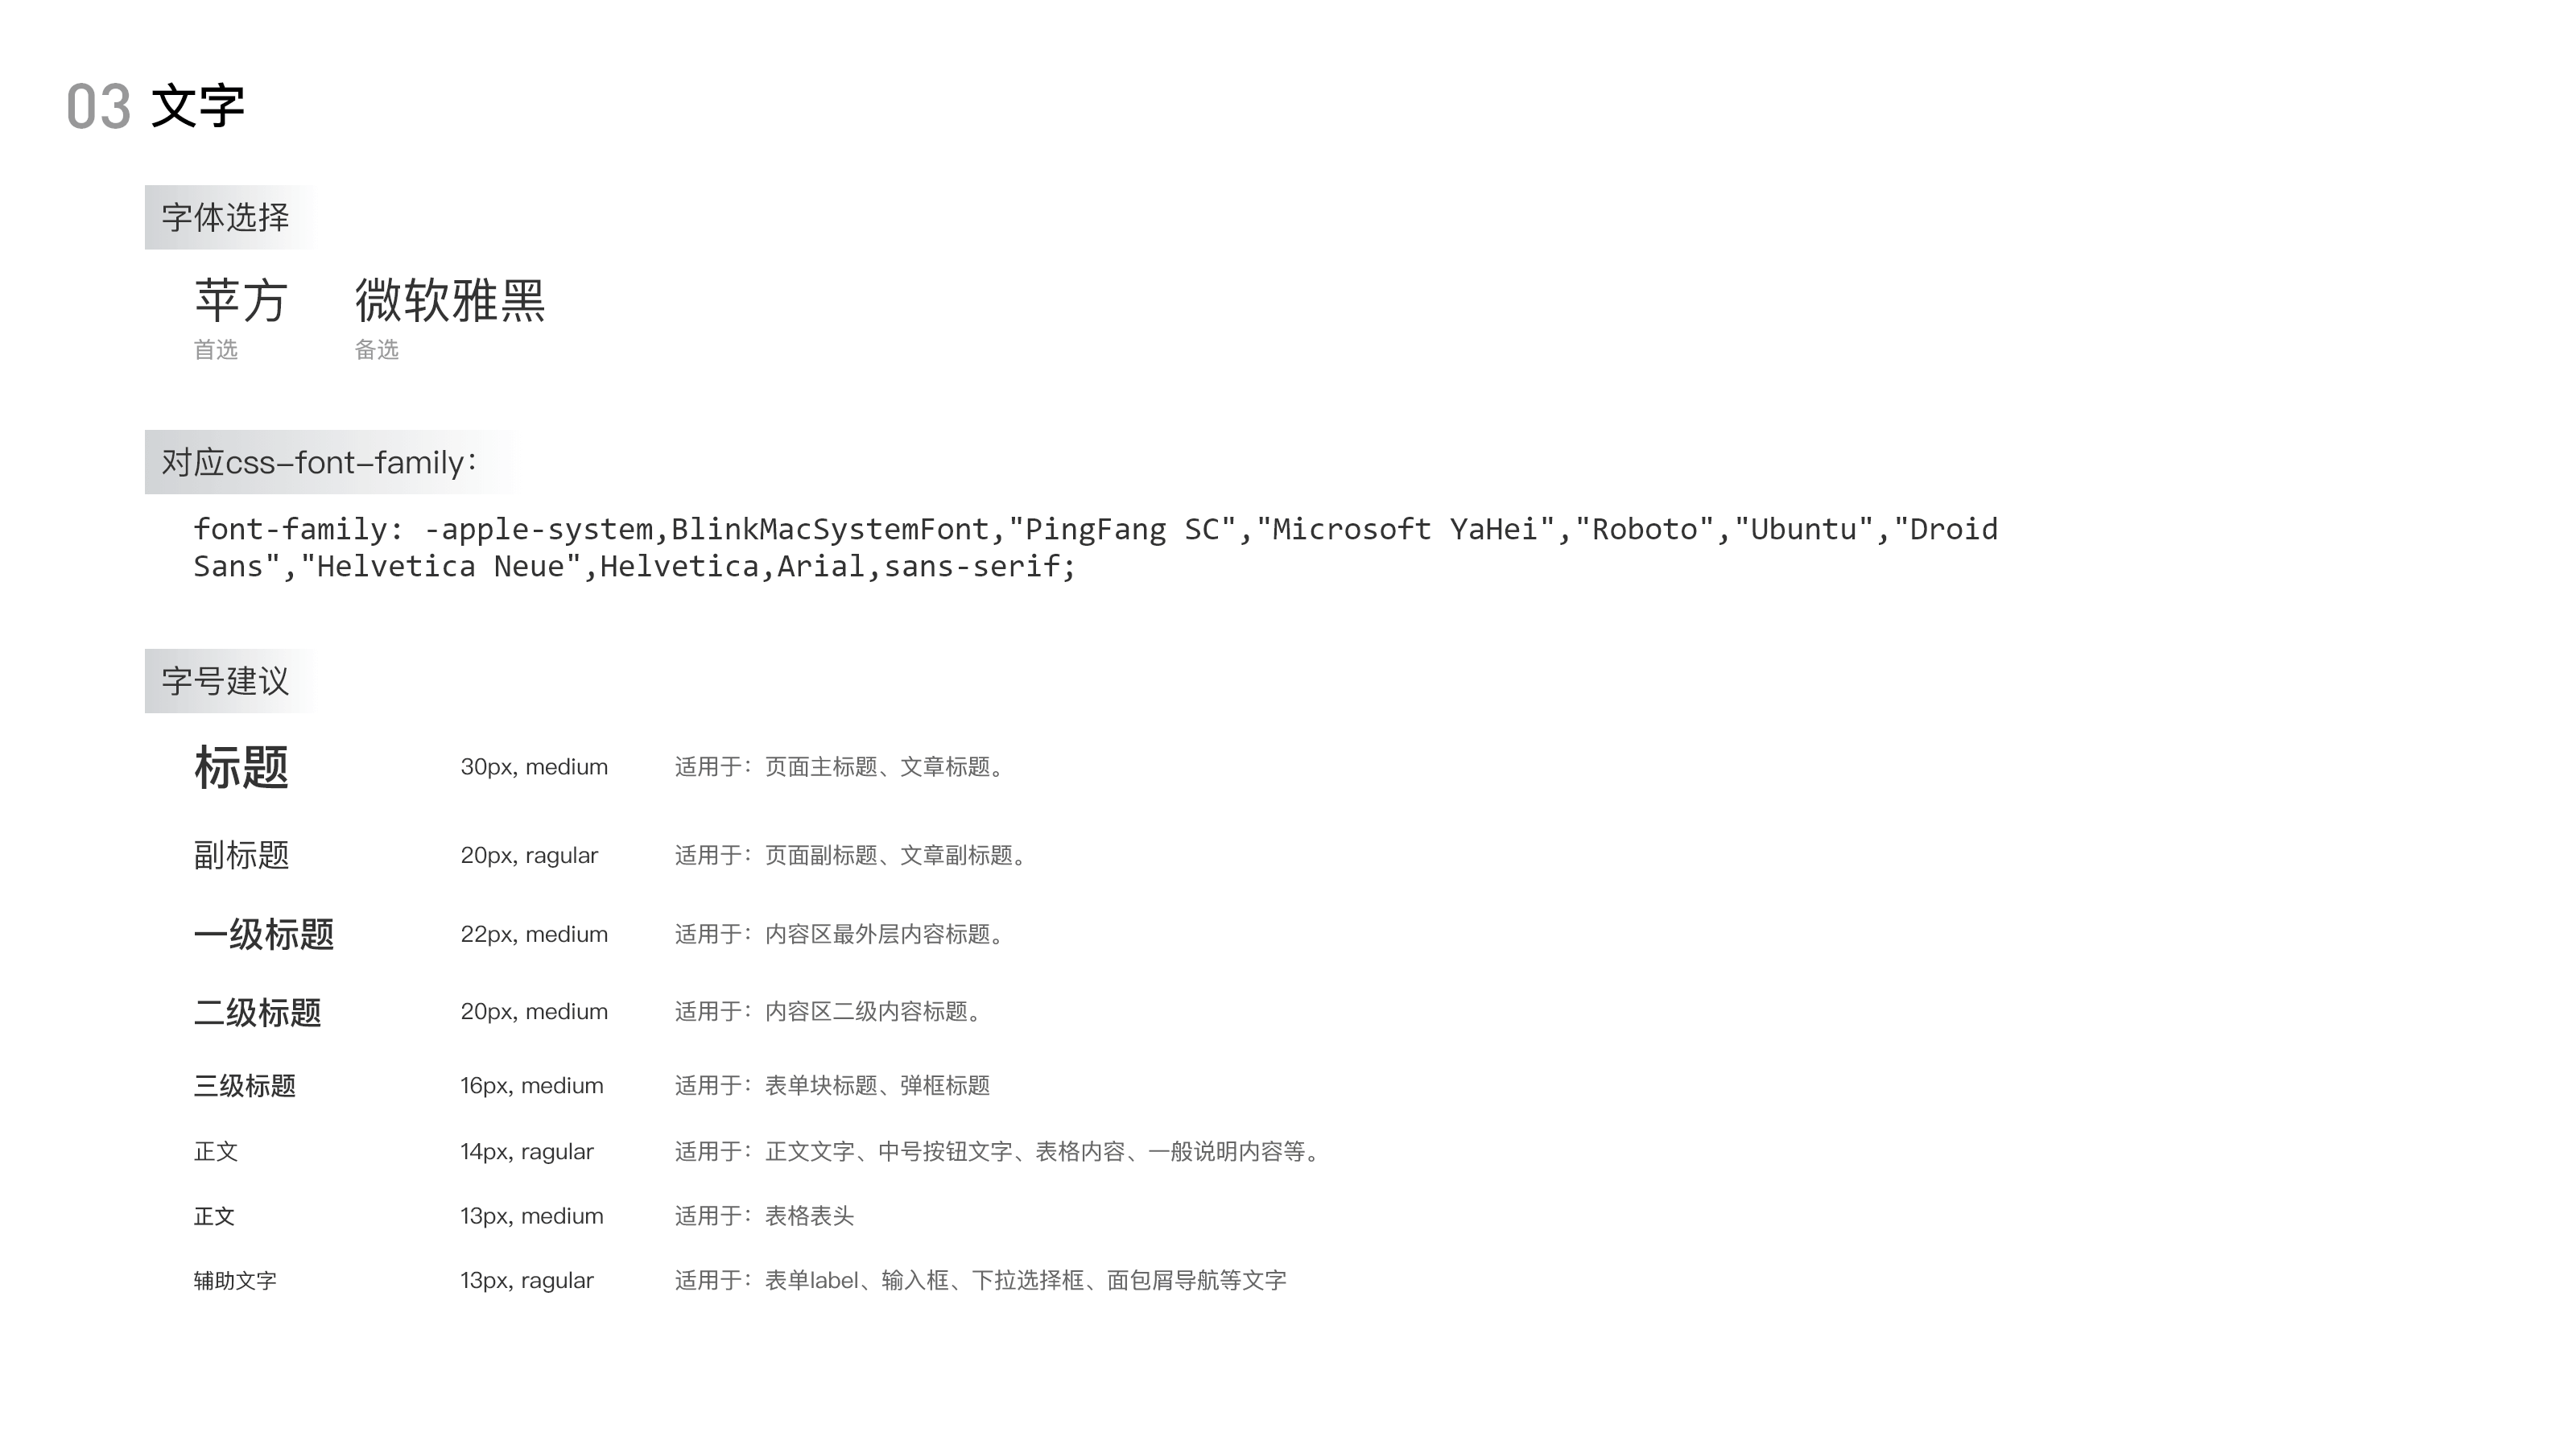 03 文字
字体选择
苹方 微软雅黑
首选 备选
对应css-font-family：
font-family: -apple-system,BlinkMacSystemFont,"PingFang SC","Microsoft YaHei","Roboto","Ubuntu","Droid
Sans","Helvetica Neue",Helvetica,Arial,sans-serif;
字号建议
标题 30px, medium 适用于：页面主标题、文章标题。
副标题 20px, ragular 适用于：页面副标题、文章副标题。
一级标题 22px, medium 适用于：内容区最外层内容标题。
二级标题 20px, medium 适用于：内容区二级内容标题。
三级标题 16px, medium 适用于：表单块标题、弹框标题
正文 14px, ragular 适用于：正文文字、中号按钮文字、表格内容、一般说明内容等。
正文 13px, medium 适用于：表格表头
辅助文字 13px, ragular 适用于：表单label、输入框、下拉选择框、面包屑导航等文字